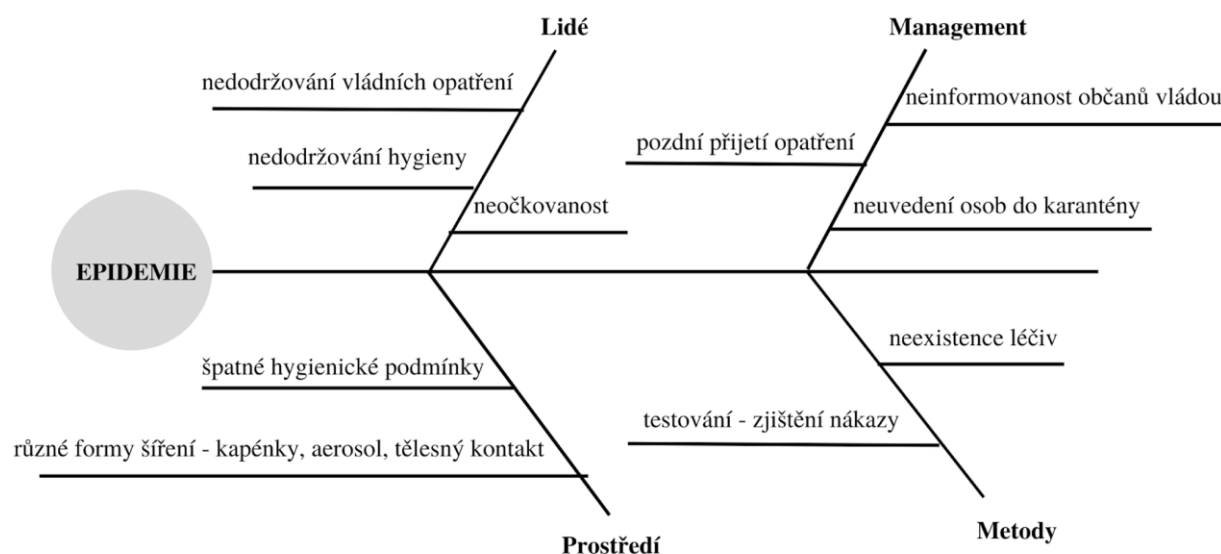 Lidé
Management
nedodržování vládních opatření
neinformovanost občanů vládou
pozdní přijetí opatření
nedodržování hygieny
neočkovanost
neuvedení osob do karantény
EPIDEMIE
neexistence léčiv
špatné hygienické podmínky
testování - zjištění nákazy
různé formy šíření - kapénky, aerosol, tělesný kontakt
Metody
Prostředí